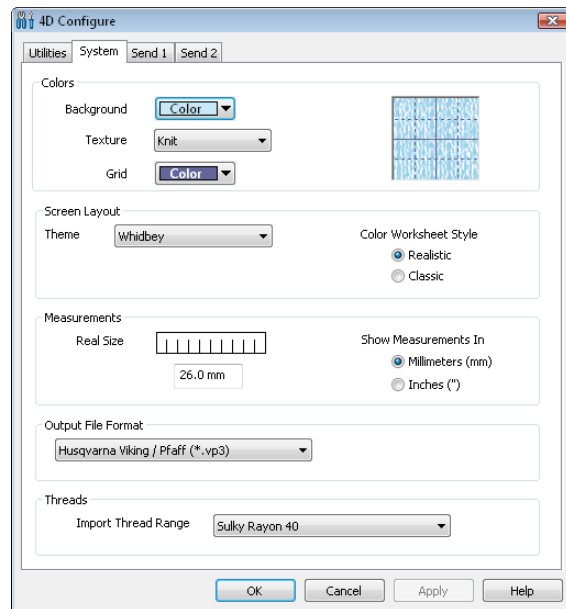 4D Configure
Utilities System Send 1 Send 2
Colors
Background Color
Texture Knit
Grid Color
Screen Layout
Theme Whidbey Color Worksheet Style
Realistic
Classic
Measurements
Real Size Show Measurements In
26.0 mm Millimeters (mm)
Inches (")
Output File Format
Husqvarna Viking / Pfaff (*.vp3)
Threads
Import Thread Range Sulky Rayon 40
OK Cancel Apply Help